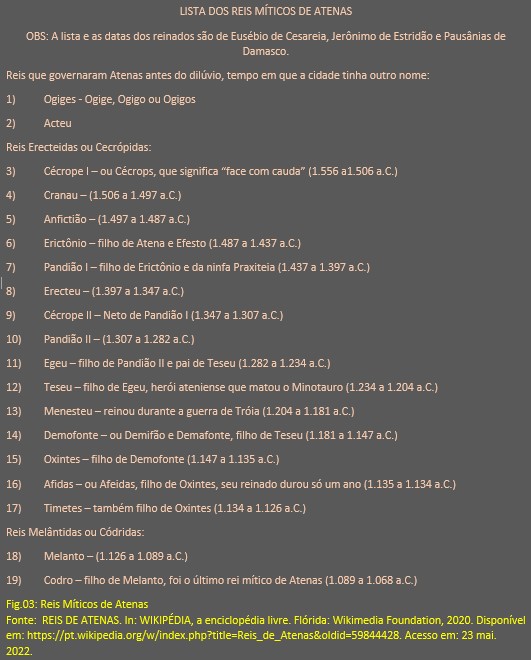 LISTA DOS REIS MÍTICOS DE ATENAS
OBS: A lista e as datas dos reinados são de Eusébio de Cesareia, Jerônimo de Estridão e Pausânias de
Damasco.
Reis que governaram Atenas antes do dilúvio, tempo em que a cidade tinha outro nome:
1) Ogiges - Ogige, Ogigo ou Ogigos
2) Acteu
Reis Erecteidas ou Cecrópidas:
3) Cécrope I – ou Cécrops, que significa “face com cauda” (1.556 a1.506 a.C.)
4) Cranau – (1.506 a 1.497 a.C.)
5) Anfictião – (1.497 a 1.487 a.C.)
6) Erictônio – filho de Atena e Efesto (1.487 a 1.437 a.C.)
7) Pandião I – filho de Erictônio e da ninfa Praxiteia (1.437 a 1.397 a.C.)
8) Erecteu – (1.397 a 1.347 a.C.)
9) Cécrope II – Neto de Pandião I (1.347 a 1.307 a.C.)
10) Pandião II – (1.307 a 1.282 a.C.)
11) Egeu – filho de Pandião II e pai de Teseu (1.282 a 1.234 a.C.)
12) Teseu – filho de Egeu, herói ateniense que matou o Minotauro (1.234 a 1.204 a.C.)
13) Menesteu – reinou durante a guerra de Tróia (1.204 a 1.181 a.C.)
14) Demofonte – ou Demifão e Demafonte, filho de Teseu (1.181 a 1.147 a.C.)
15) Oxintes – filho de Demofonte (1.147 a 1.135 a.C.)
16) Afidas – ou Afeidas, filho de Oxintes, seu reinado durou só um ano (1.135 a 1.134 a.C.)
17) Timetes – também filho de Oxintes (1.134 a 1.126 a.C.)
Reis Melântidas ou Códridas:
18) Melanto – (1.126 a 1.089 a.C.)
19) Codro – filho de Melanto, foi o último rei mítico de Atenas (1.089 a 1.068 a.C.)
Fig.03: Reis Míticos de Atenas
Fonte: REIS DE ATENAS. In: WIKIPÉDIA, a enciclopédia livre. Flórida: Wikimedia Foundation, 2020. Disponível
em: https://pt.wikipedia.org/w/index.php?title=Reis_de_Atenas&oldid=59844428. Acesso em: 23 mai.
2022.